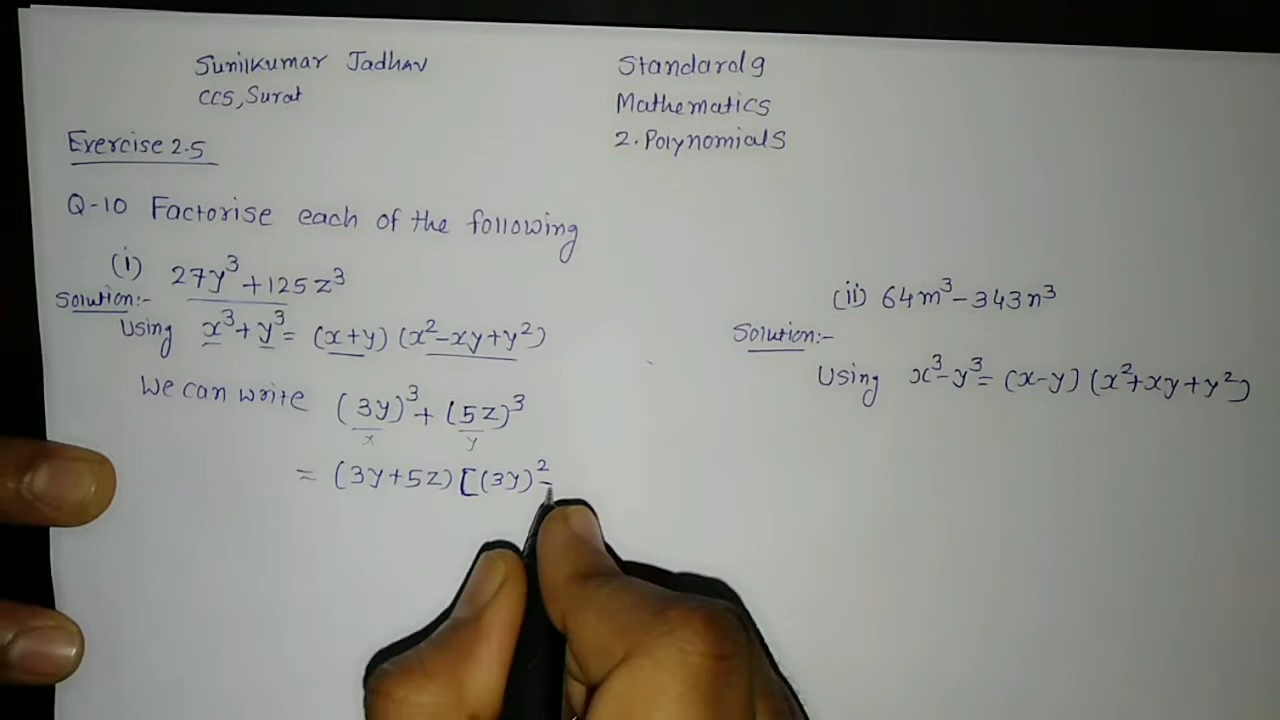 Sunilkumar Jadhav
CCS, Surat
Standard 9
Mathematics
2. Polynomials
Exercise 2.5
Q-10 Factorise each of the following
(i) 27y³ + 125z³
Solution:-
Using x³ + y³ = (x+y) (x² - xy + y²)
We can write (3y)³ + (5z)³
x y
= (3y+5z) [(3y)² -
(ii) 64m³ - 343n³
Solution:-
Using x³ - y³ = (x-y) (x² + xy + y²)